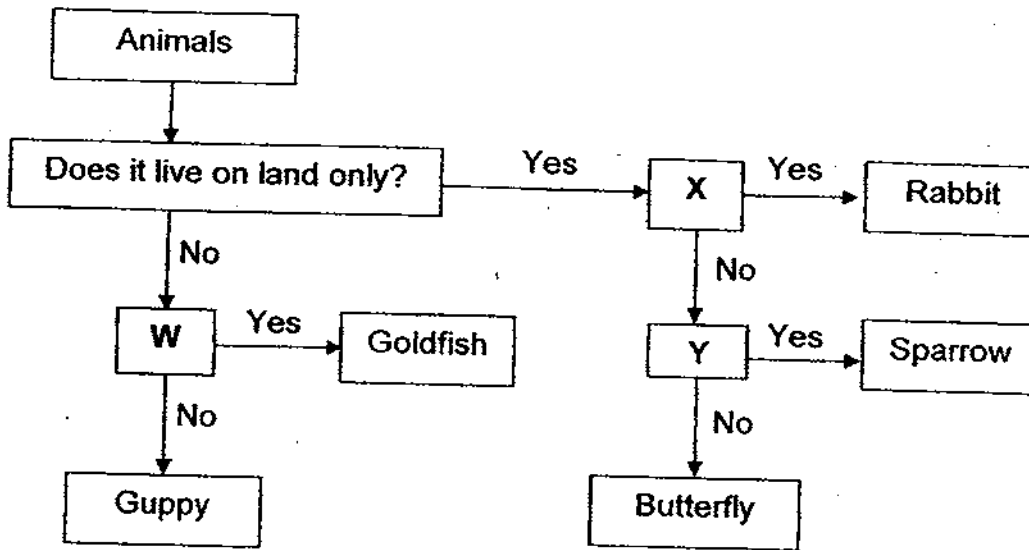 Animals
Does it live on land only?
Yes
X
Yes
Rabbit
No
No
W
Yes
Goldfish
Y
Yes
Sparrow
No
No
Guppy
Butterfly